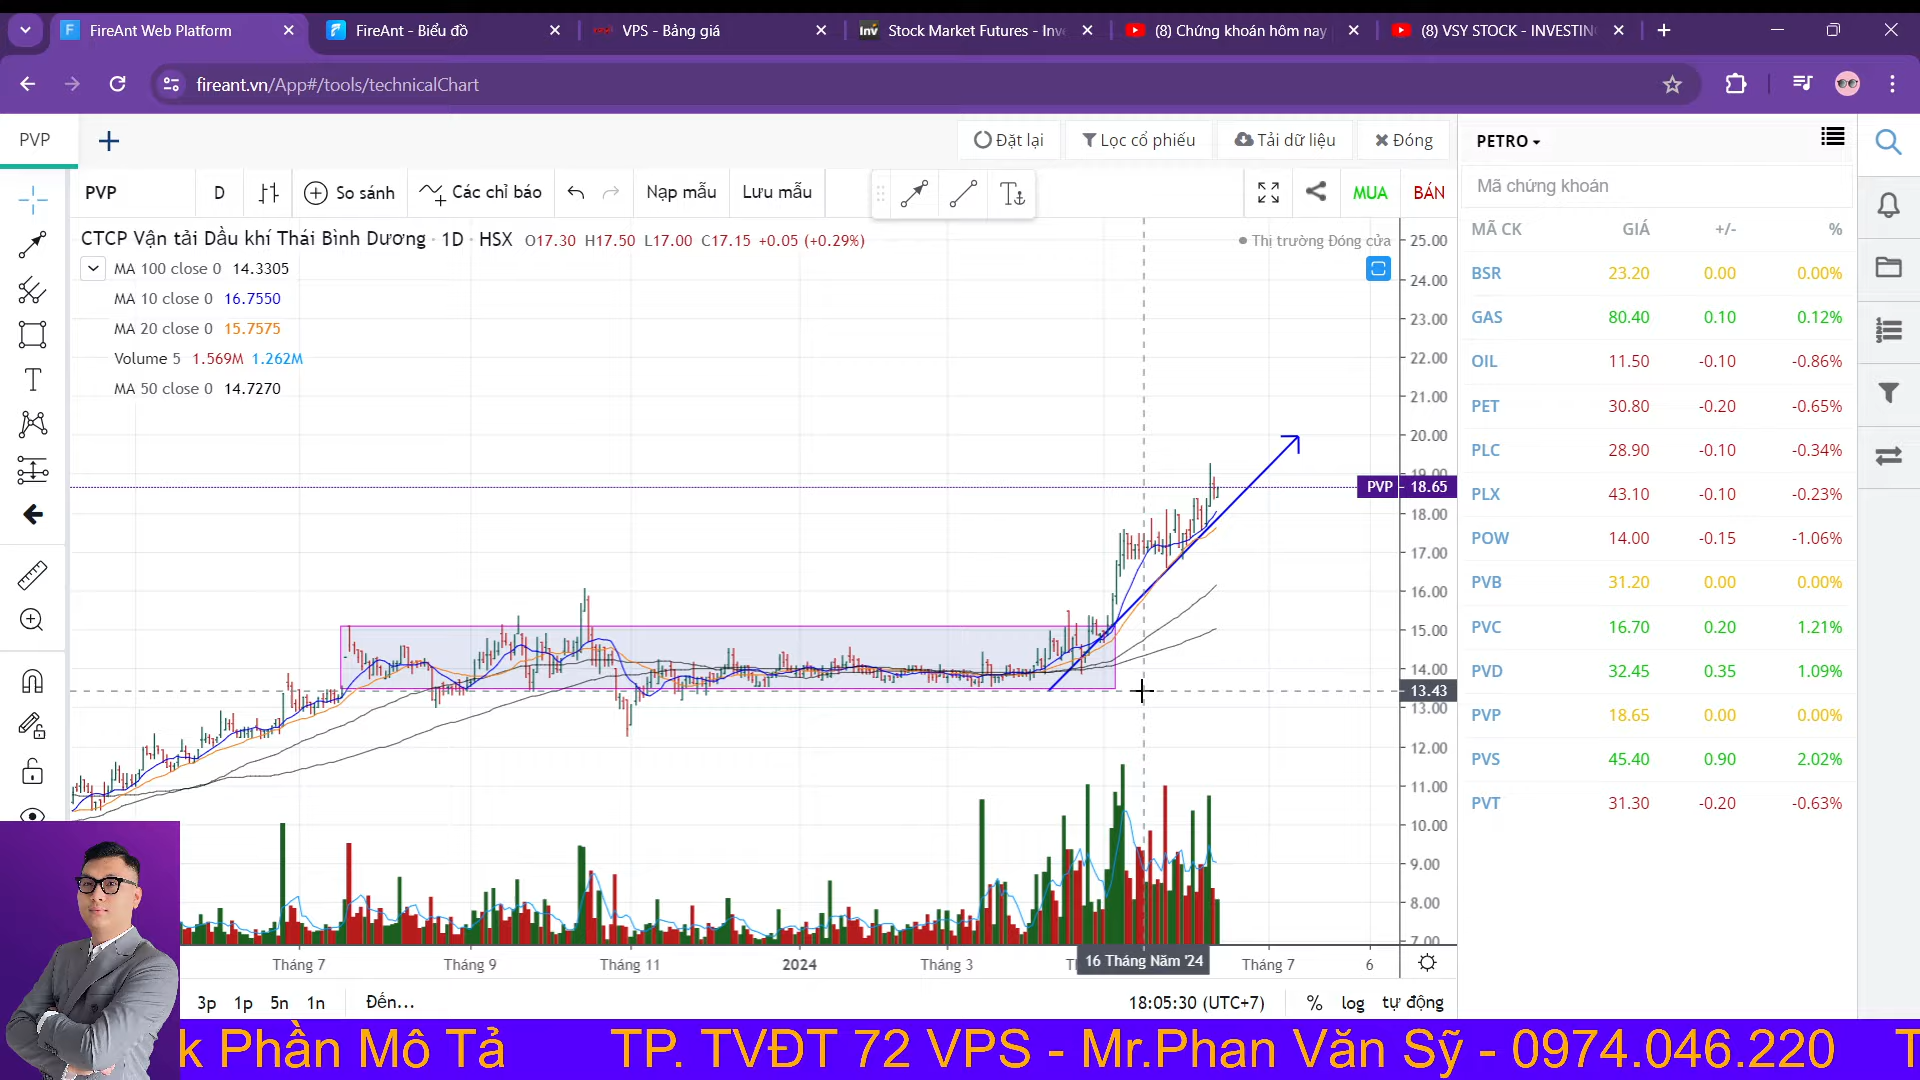 FireAnt Web Platform
FireAnt - Biểu đồ
VPS - Bảng giá
Stock Market Futures - Inve
(8) Chứng khoán hôm nay
(8) VSY STOCK - INVESTIN
fireant.vn/App#/tools/technicalChart
PVP
Đặt lại
Lọc cổ phiếu
Tải dữ liệu
Đóng
PETRO
PVP
D
So sánh
Các chỉ báo
Nạp mẫu
Lưu mẫu
MUA
BÁN
Mã chứng khoán
CTCP Vận tải Dầu khí Thái Bình Dương · 1D · HSX O17.30 H17.50 L17.00 C17.15 +0.05 (+0.29%)
Thị trường Đóng cửa
MA 100 close 0 14.3305
MA 10 close 0 16.7550
MA 20 close 0 15.7575
Volume 5 1.569M 1.262M
MA 50 close 0 14.7270
25.00
24.00
23.00
22.00
21.00
20.00
19.00
PVP 18.65
18.00
17.00
16.00
15.00
14.00
13.43
13.00
12.00
11.00
10.00
9.00
8.00
7.00
MÃ CK GIÁ +/- %
BSR 23.20 0.00 0.00%
GAS 80.40 0.10 0.12%
OIL 11.50 -0.10 -0.86%
PET 30.80 -0.20 -0.65%
PLC 28.90 -0.10 -0.34%
PLX 43.10 -0.10 -0.23%
POW 14.00 -0.15 -1.06%
PVB 31.20 0.00 0.00%
PVC 16.70 0.20 1.21%
PVD 32.45 0.35 1.09%
PVP 18.65 0.00 0.00%
PVS 45.40 0.90 2.02%
PVT 31.30 -0.20 -0.63%
Tháng 7
Tháng 9
Tháng 11
2024
Tháng 3
16 Tháng Năm '24
Tháng 7
6
3p 1p 5n 1n Đến...
18:05:30 (UTC+7) % log tự động
k Phần Mô Tả TP. TVĐT 72 VPS - Mr.Phan Văn Sỹ - 0974.046.220 T